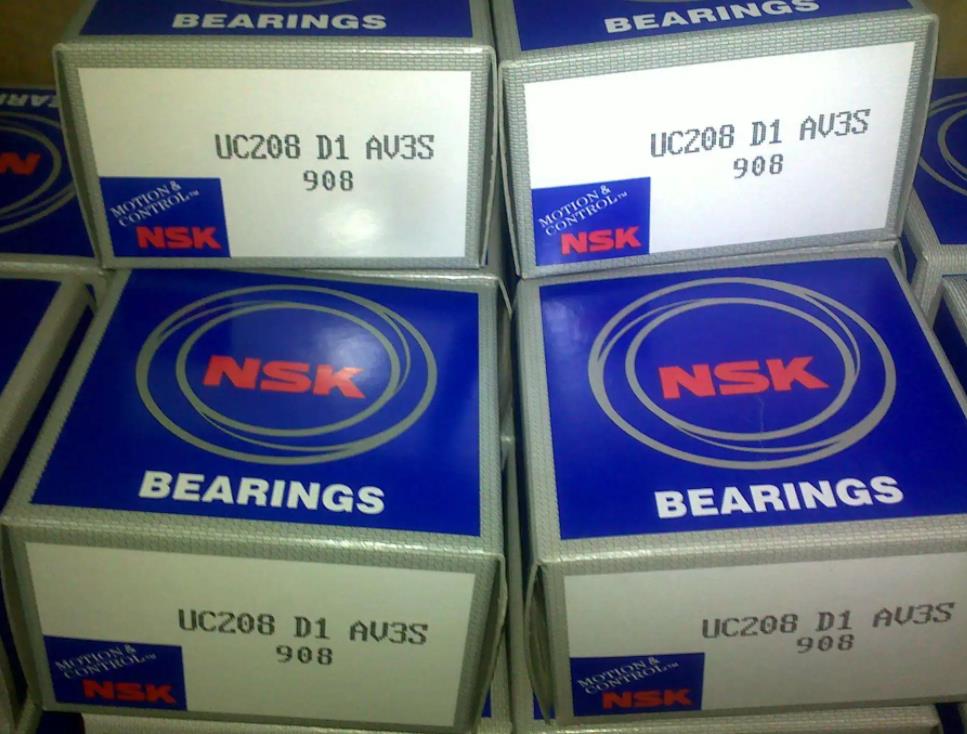 BEARINGS
BEARINGS
UC208 D1 AV3S
908
MOTION &
CONTROL™
NSK
UC208 D1 AV3S
908
MOTION &
CONTROL™
NSK
NSK
BEARINGS
NSK
BEARINGS
UC208 D1 AV3S
908
MOTION &
CONTROL™
NSK
UC208 D1 AV3S
908
MOTION &
CONTROL™
NSK